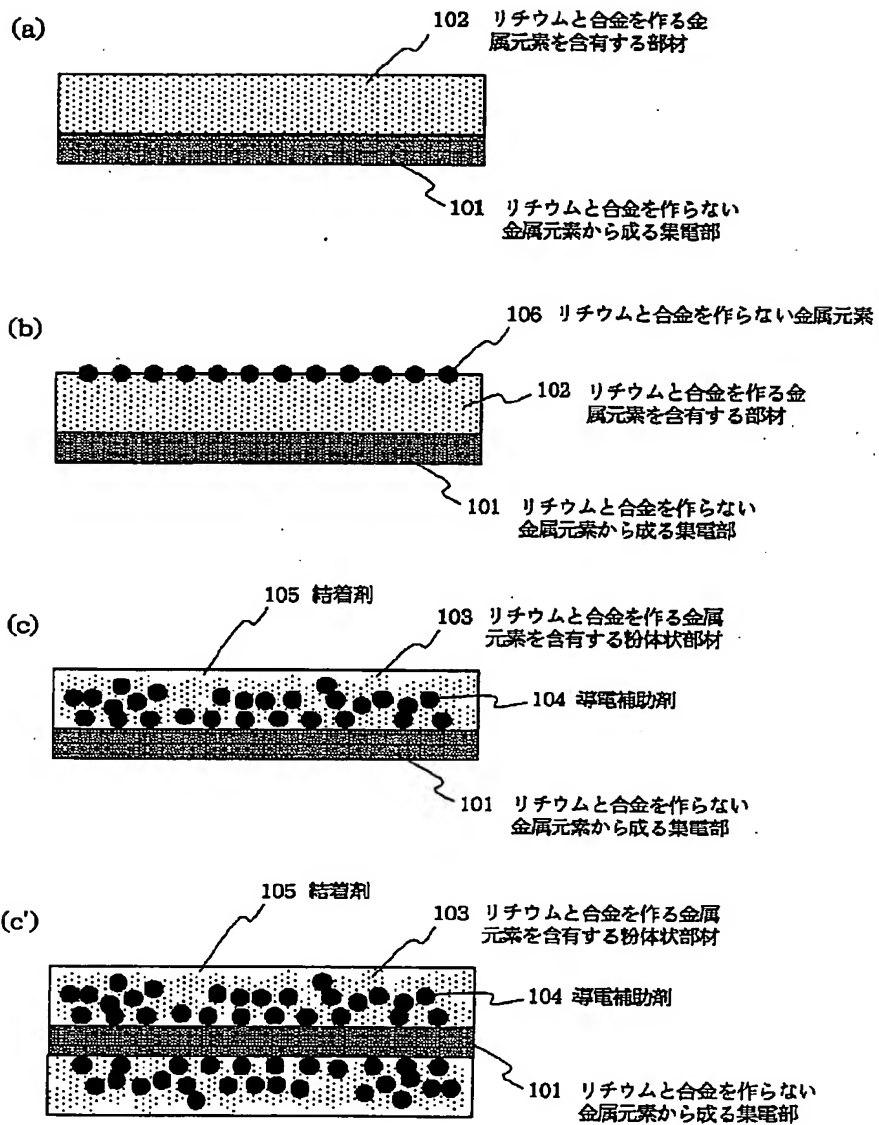 (a)
102 リチウムと合金を作る金
属元素を含有する部材
101 リチウムと合金を作らない
金属元素から成る集電部
(b)
106 リチウムと合金を作らない金属元素
102 リチウムと合金を作る金
属元素を含有する部材
101 リチウムと合金を作らない
金属元素から成る集電部
(c)
105 結着剤
103 リチウムと合金を作る金属
元素を含有する粉体状部材
104 導電補助剤
101 リチウムと合金を作らない
金属元素から成る集電部
(c')
105 結着剤
103 リチウムと合金を作る金属
元素を含有する粉体状部材
104 導電補助剤
101 リチウムと合金を作らない
金属元素から成る集電部